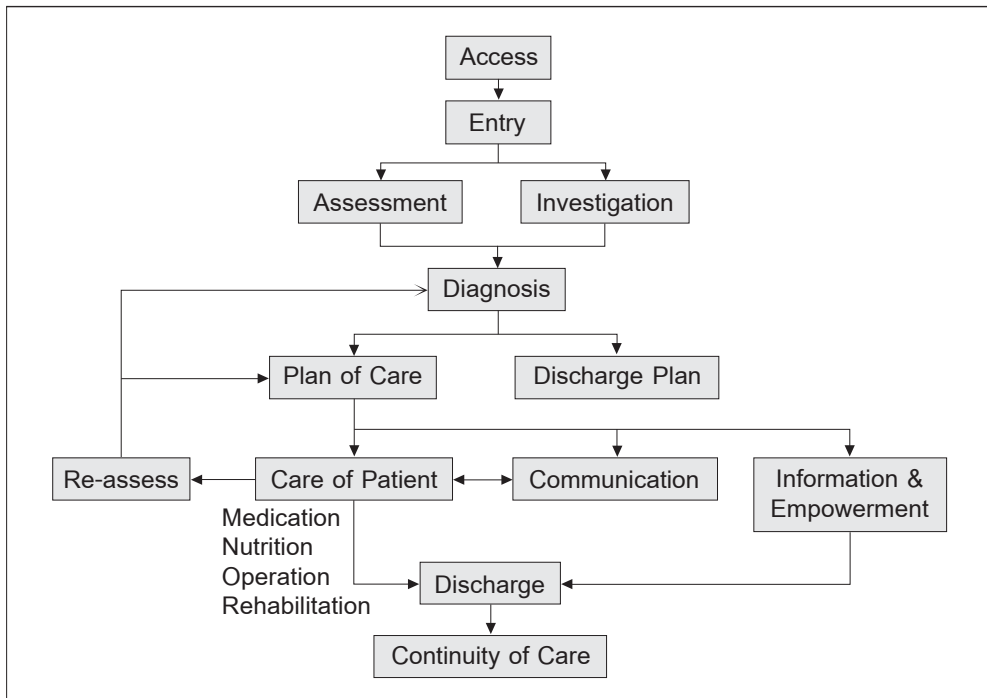 Access
Entry
Assessment
Investigation
Diagnosis
Plan of Care
Discharge Plan
Re-assess
Care of Patient
Communication
Information &
Empowerment
Medication
Nutrition
Operation
Rehabilitation
Discharge
Continuity of Care